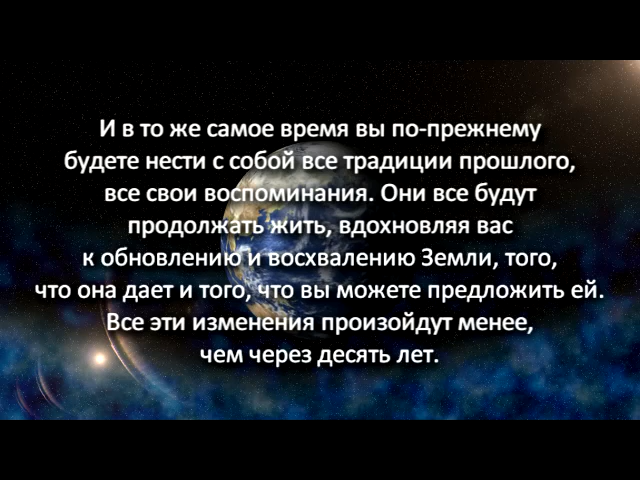 И в то же самое время вы по-прежнему
будете нести с собой все традиции прошлого,
все свои воспоминания. Они все будут
продолжать жить, вдохновляя вас
к обновлению и восхвалению Земли, того,
что она дает и того, что вы можете предложить ей.
Все эти изменения произойдут менее,
чем через десять лет.